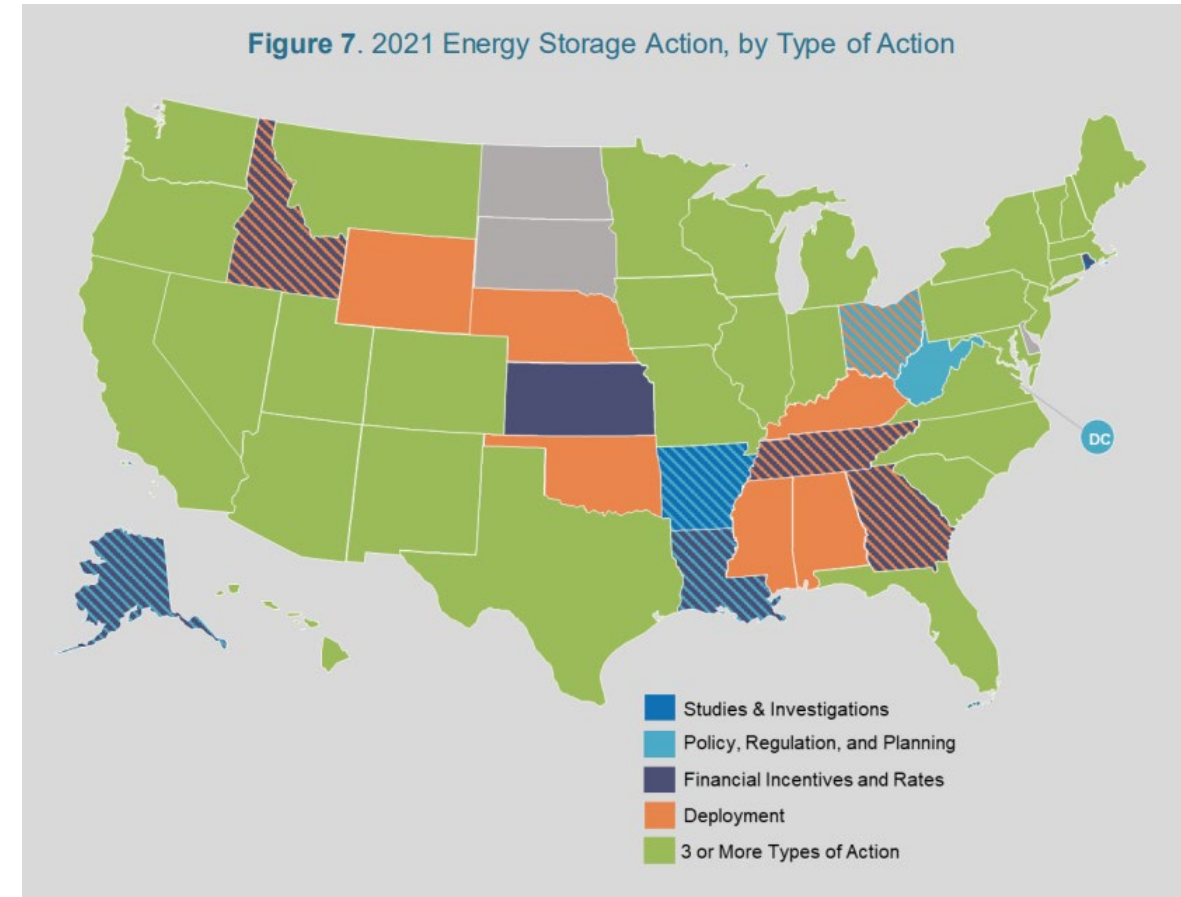 Figure 7. 2021 Energy Storage Action, by Type of Action
DC
Studies & Investigations
Policy, Regulation, and Planning
Financial Incentives and Rates
Deployment
3 or More Types of Action